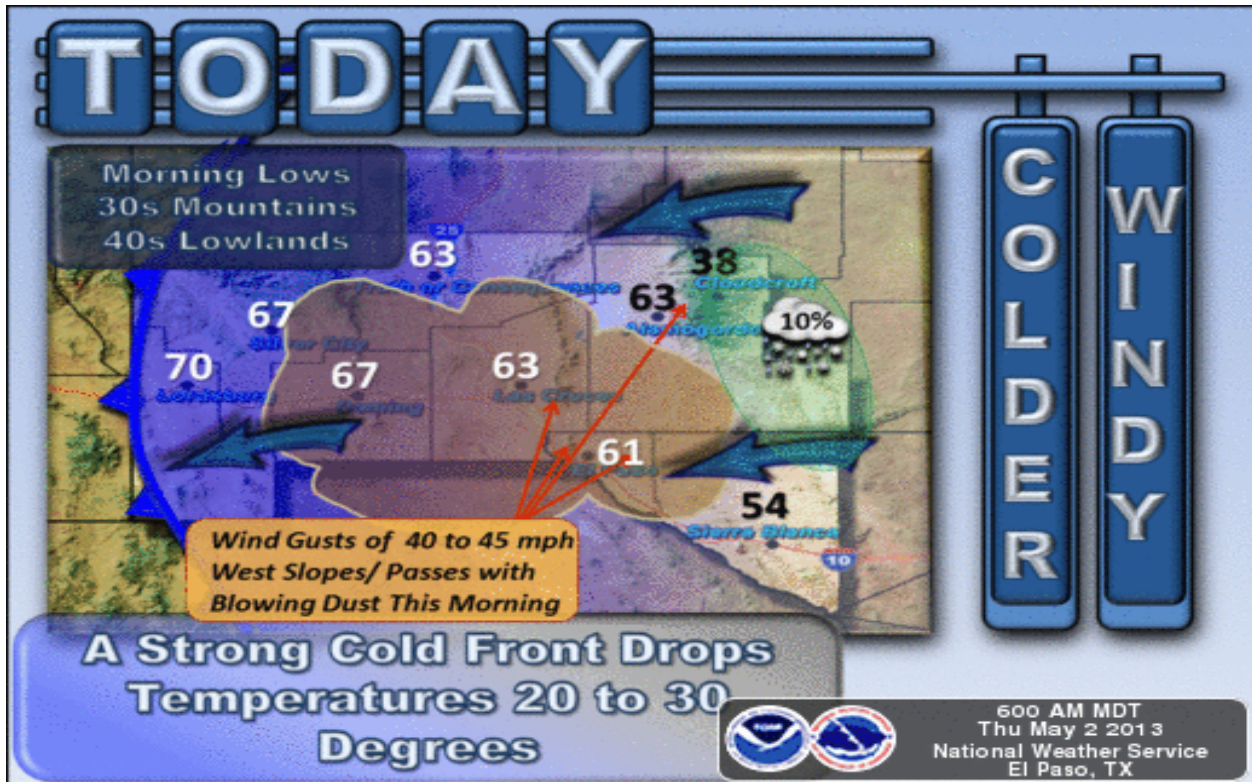 TODAY
COLDER
WINDY
Morning Lows
30s Mountains
40s Lowlands
25
63
38
Cloudcroft
63
Alamogordo
10%
67
Silver City
70
Lordsburg
67
Deming
63
Las Cruces
61
54
Sierra Blanca
10
Wind Gusts of 40 to 45 mph
West Slopes/ Passes with
Blowing Dust This Morning
A Strong Cold Front Drops
Temperatures 20 to 30
Degrees
NOAA
600 AM MDT
Thu May 2 2013
National Weather Service
El Paso, TX